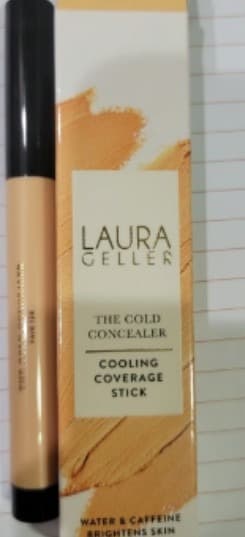 LAURA
GELLER
THE COLD
CONCEALER
COOLING
COVERAGE
STICK
WATER & CAFFEINE
BRIGHTENS SKIN